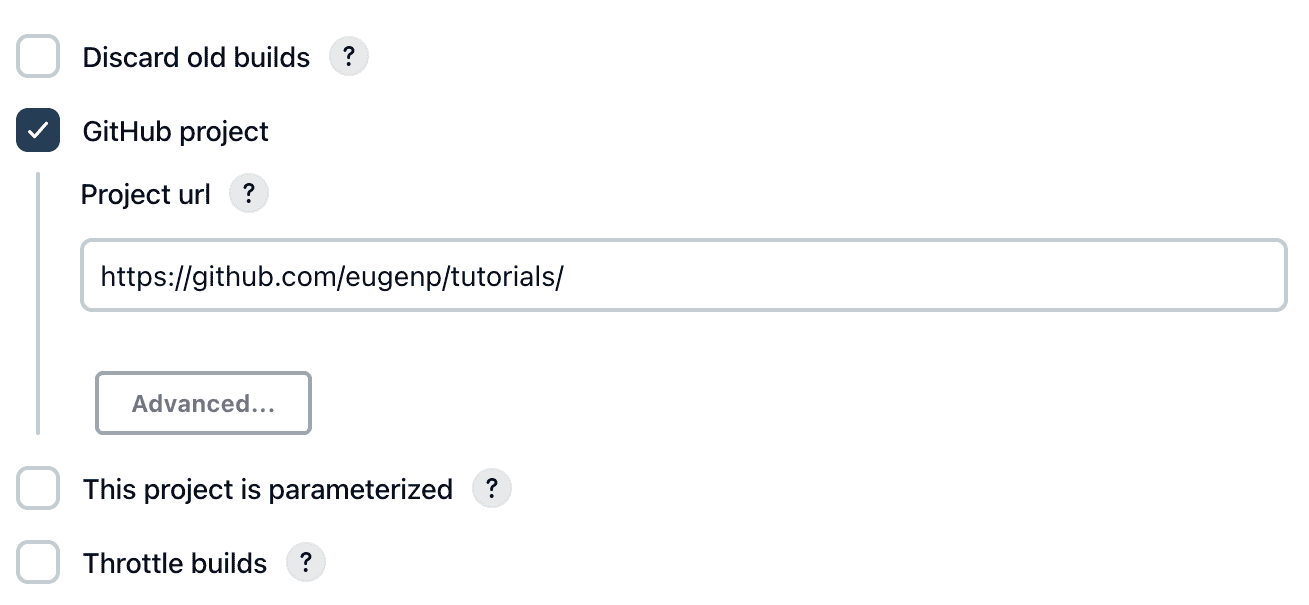 Discard old builds ?
GitHub project
Project url ?
https://github.com/eugenp/tutorials/
Advanced...
This project is parameterized ?
Throttle builds ?